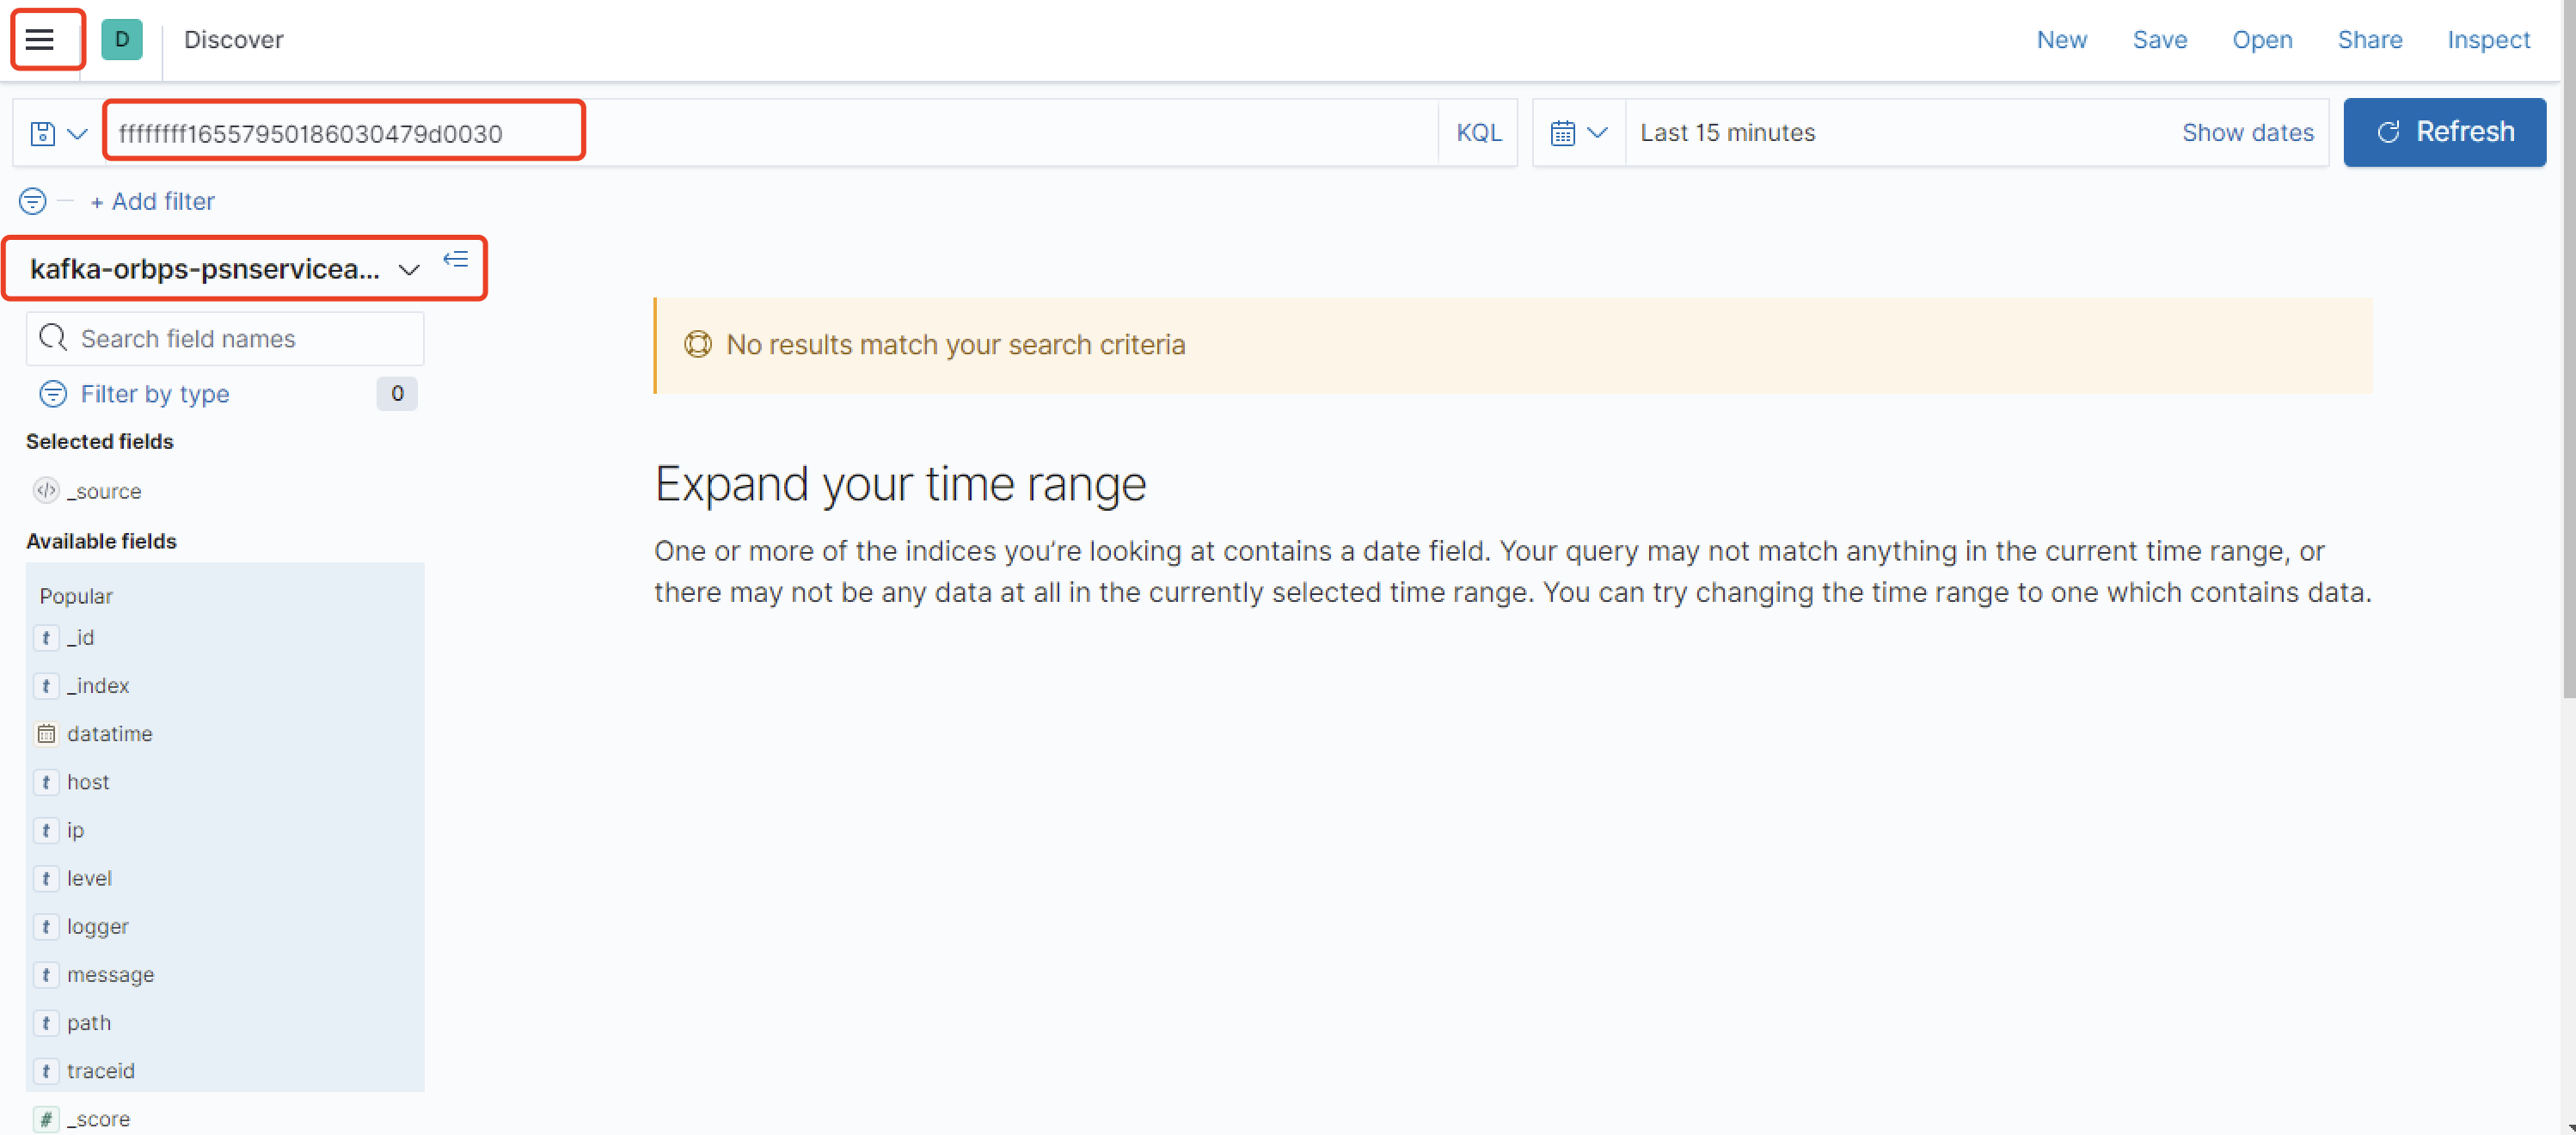 D
Discover
New
Save
Open
Share
Inspect
ffffffff16557950186030479d0030
KQL
Last 15 minutes
Show dates
Refresh
+ Add filter
kafka-orbps-psnservicea...
Search field names
Filter by type
0
Selected fields
_source
Available fields
Popular
t _id
t _index
datatime
t host
t ip
t level
t logger
t message
t path
t traceid
# _score
No results match your search criteria
Expand your time range
One or more of the indices you’re looking at contains a date field. Your query may not match anything in the current time range, or
there may not be any data at all in the currently selected time range. You can try changing the time range to one which contains data.